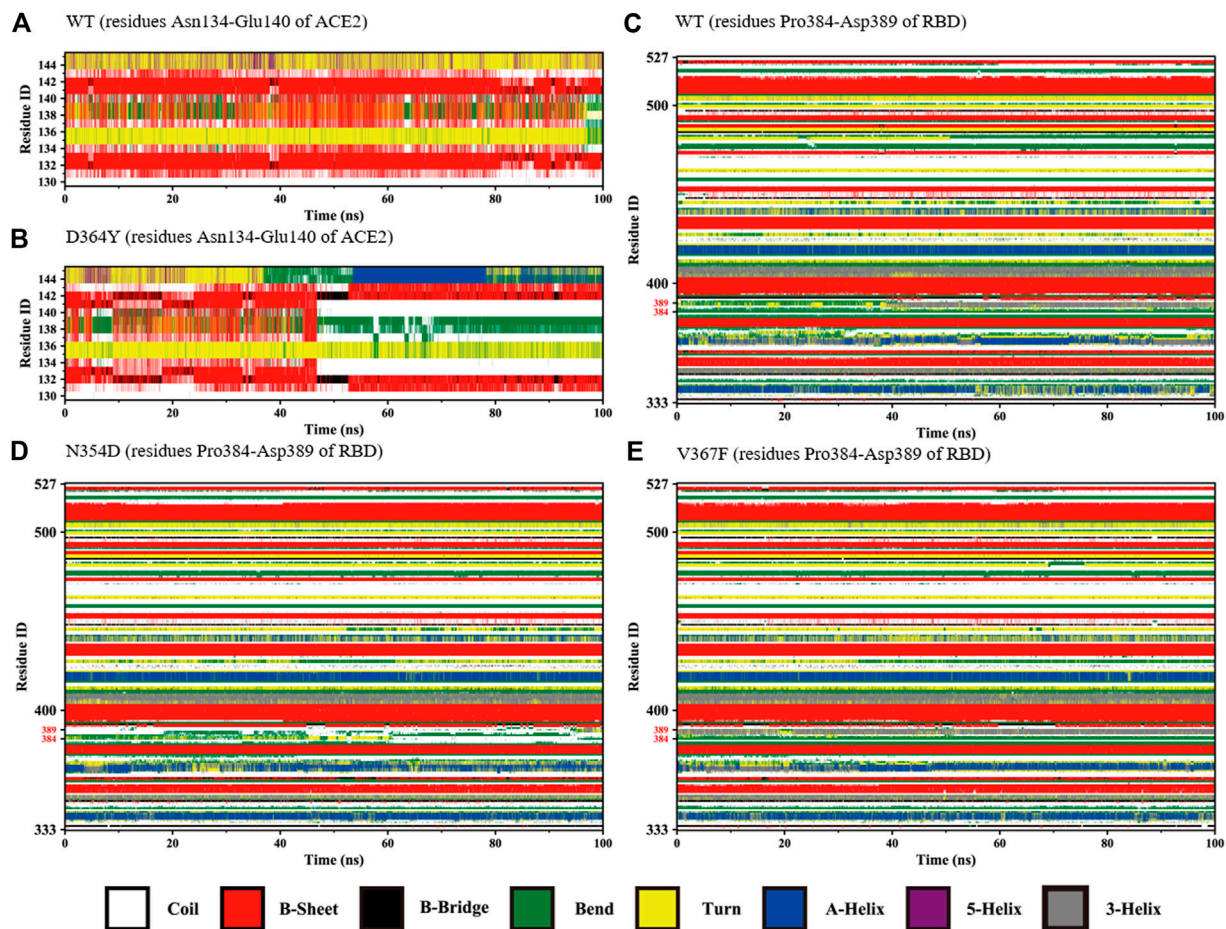 A WT (residues Asn134-Glu140 of ACE2)
144
142
140
138
136
134
132
130
Residue ID
0 20 40 60 80 100
Time (ns)
B D364Y (residues Asn134-Glu140 of ACE2)
144
142
140
138
136
134
132
130
Residue ID
0 20 40 60 80 100
Time (ns)
C WT (residues Pro384-Asp389 of RBD)
527
500
400
389
384
333
Residue ID
0 20 40 60 80 100
Time (ns)
D N354D (residues Pro384-Asp389 of RBD)
527
500
400
389
384
333
Residue ID
0 20 40 60 80 100
Time (ns)
E V367F (residues Pro384-Asp389 of RBD)
527
500
400
389
384
333
Residue ID
0 20 40 60 80 100
Time (ns)
Coil B-Sheet B-Bridge Bend Turn A-Helix 5-Helix 3-Helix